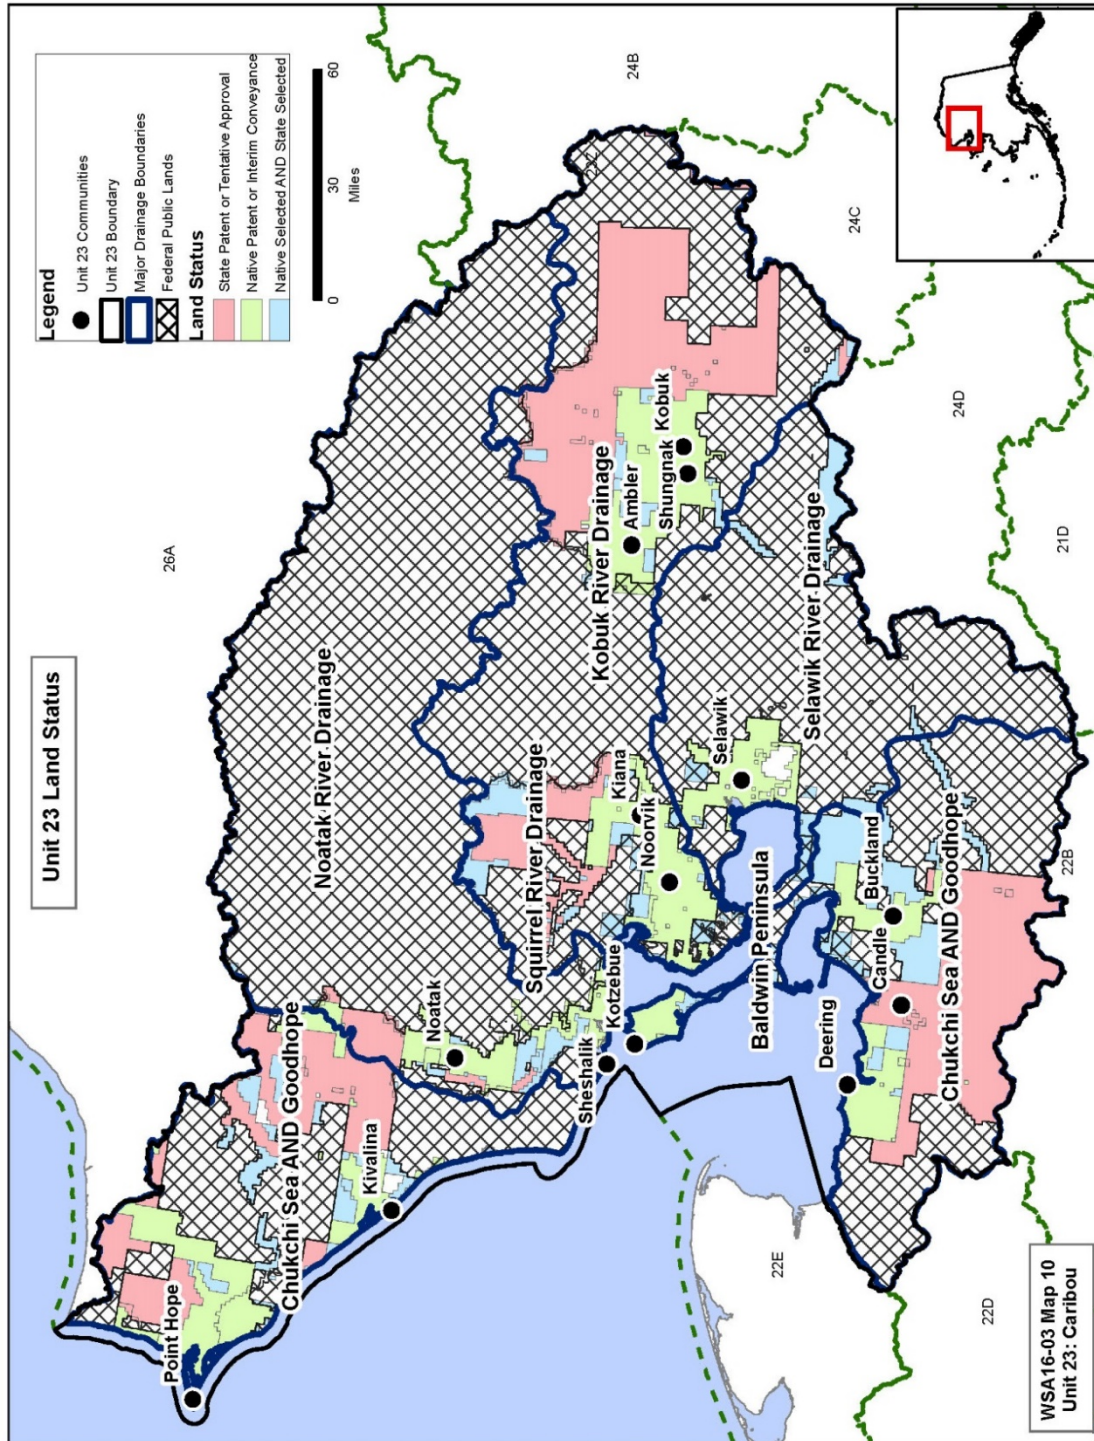 Unit 23 Land Status
Legend
Unit 23 Communities
Unit 23 Boundary
Major Drainage Boundaries
Federal Public Lands
Land Status
State Patent or Tentative Approval
Native Patent or Interim Conveyance
Native Selected AND State Selected
0 30 60
Miles
26A
24B
24C
24D
21D
22B
22D
22E
Noatak River Drainage
Chukchi Sea AND Goodhope
Point Hope
Kivalina
Noatak
Squirrel River Drainage
Kobuk River Drainage
Ambler
Shungnak
Kobuk
Kiana
Noorvik
Sheshalik
Kotzebue
Selawik
Selawik River Drainage
Baldwin Peninsula
Buckland
Candle
Deering
Chukchi Sea AND Goodhope
WSA16-03 Map 10
Unit 23: Caribou